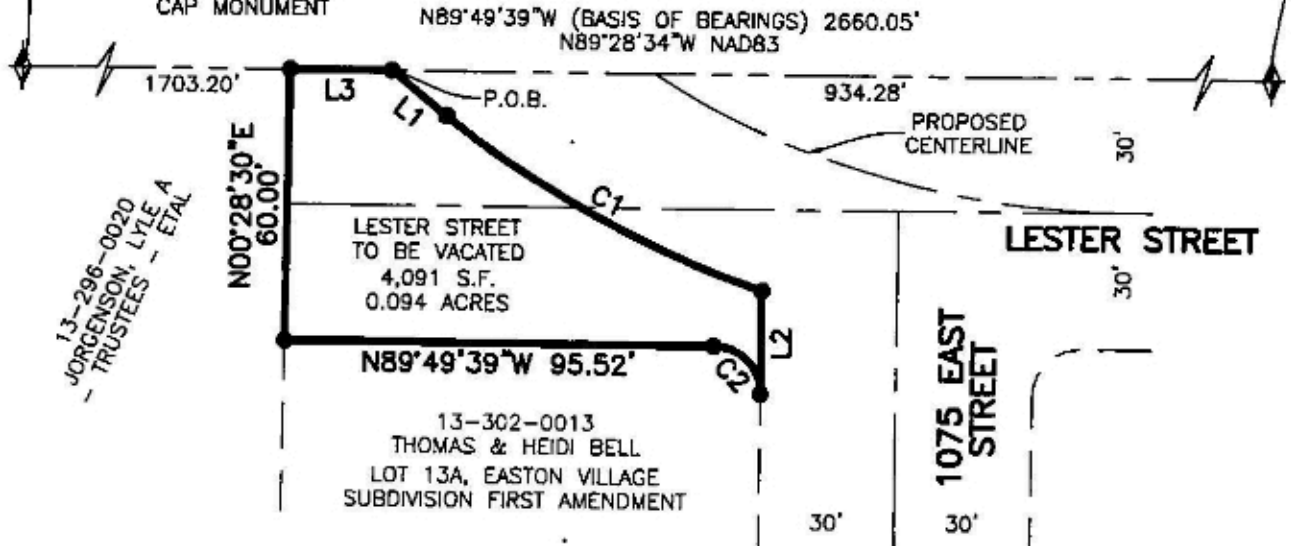 CAP MONUMENT
N89°49'39"W (BASIS OF BEARINGS) 2660.05'
N89°28'34"W NAD83
1703.20'
L3
L1
P.O.B.
934.28'
PROPOSED
CENTERLINE
30'
N00°28'30"E
60.00'
C1
13-296-0020
JORGENSON, LYLE A
- TRUSTEES - ETAL
LESTER STREET
TO BE VACATED
4,091 S.F.
0.094 ACRES
LESTER STREET
30'
L2
N89°49'39"W 95.52'
C2
1075 EAST
STREET
13-302-0013
THOMAS & HEIDI BELL
LOT 13A, EASTON VILLAGE
SUBDIVISION FIRST AMENDMENT
30'
30'